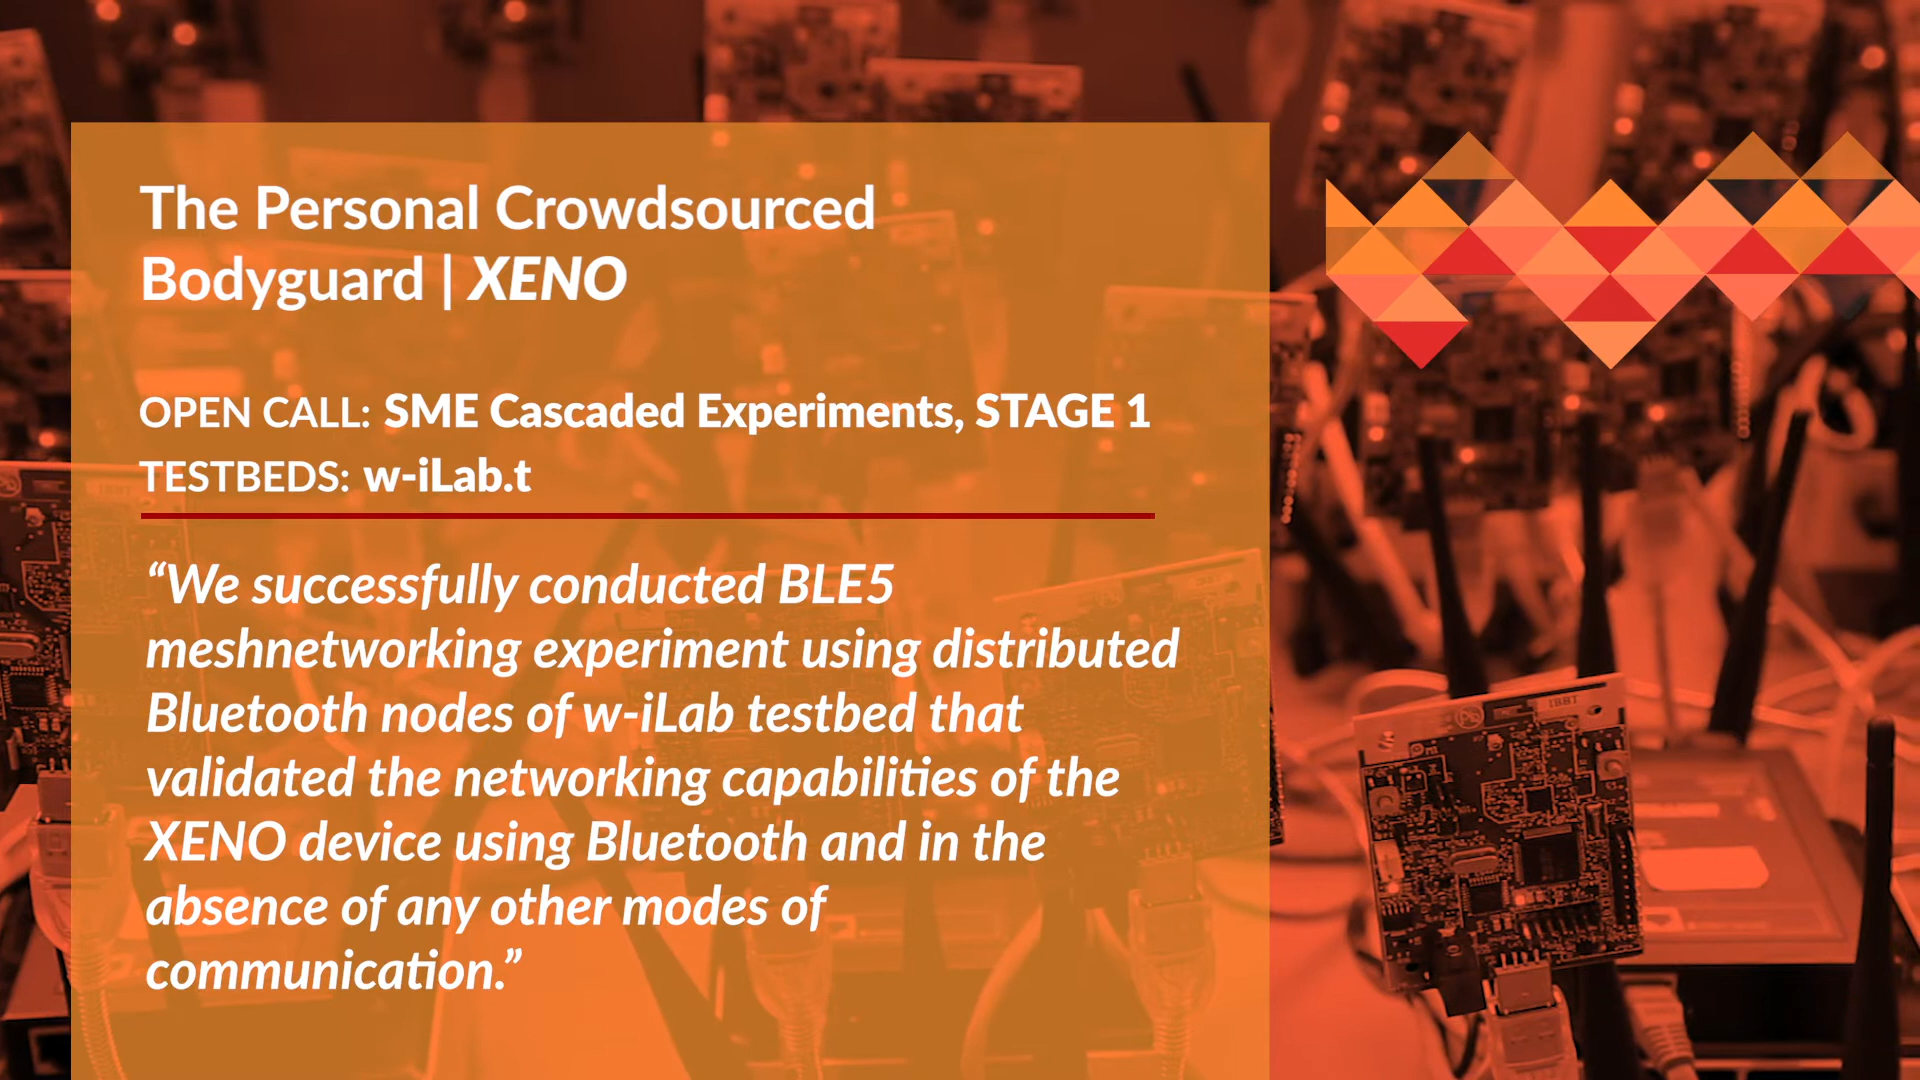 The Personal Crowdsourced
Bodyguard | XENO
OPEN CALL: SME Cascaded Experiments, STAGE 1
TESTBEDS: w-iLab.t
“We successfully conducted BLE5
meshnetworking experiment using distributed
Bluetooth nodes of w-iLab testbed that
validated the networking capabilities of the
XENO device using Bluetooth and in the
absence of any other modes of
communication.”
IBBT